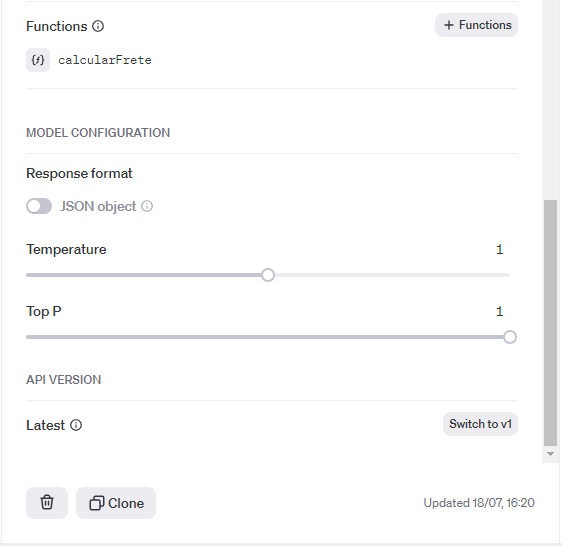 Functions
+ Functions
{ƒ} calcularFrete
MODEL CONFIGURATION
Response format
JSON object
Temperature 1
Top P 1
API VERSION
Latest
Switch to v1
Clone
Updated 18/07, 16:20